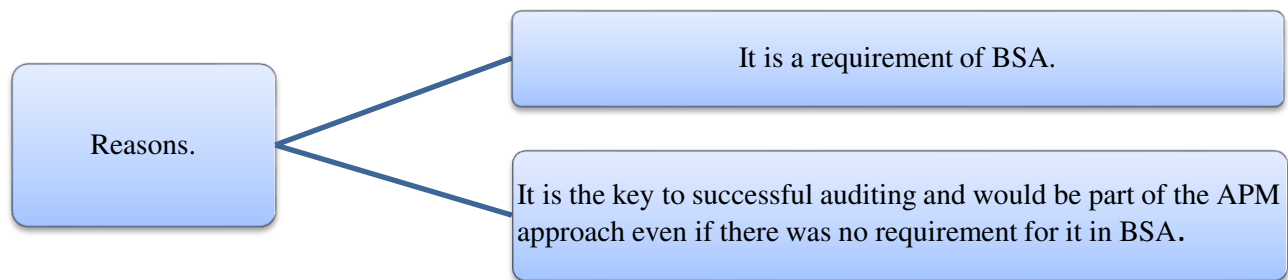 Reasons.
It is a requirement of BSA.
It is the key to successful auditing and would be part of the APM
approach even if there was no requirement for it in BSA.